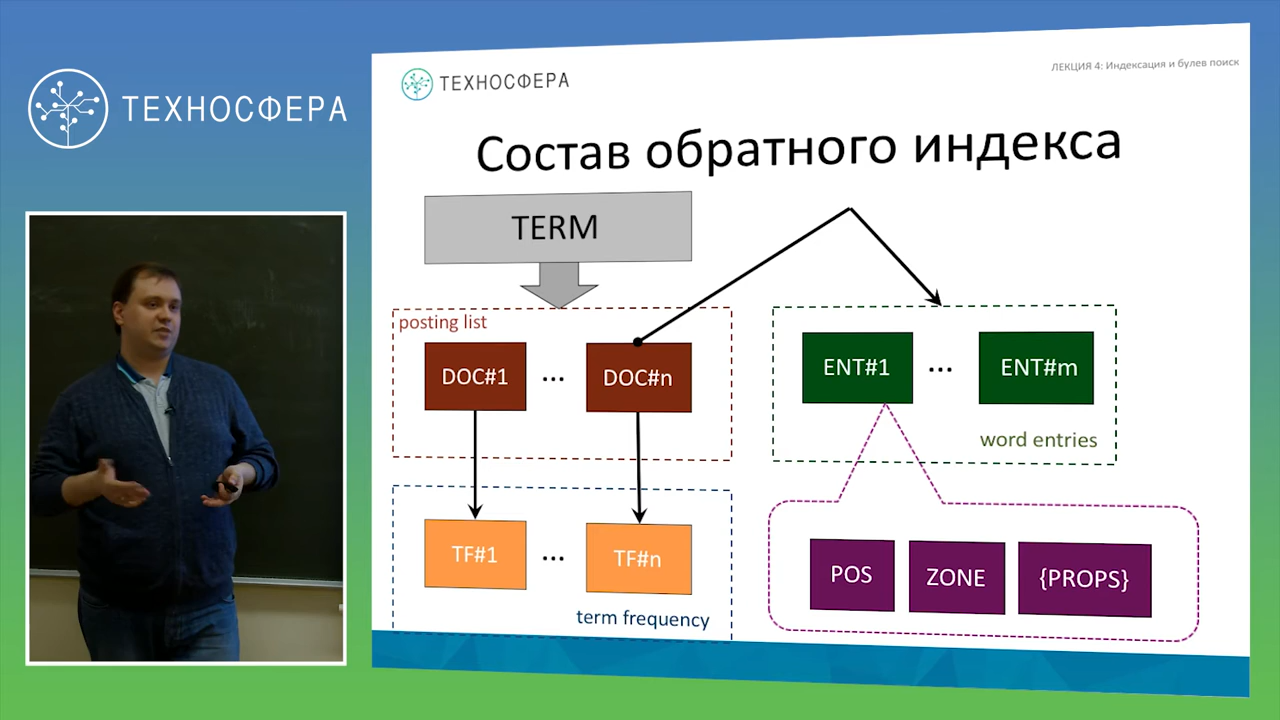 ТЕХНОСФЕРА
ТЕХНОСФЕРА
ЛЕКЦИЯ 4: Индексация и булев поиск
Состав обратного индекса
TERM
posting list
DOC#1 ... DOC#n
ENT#1 ... ENT#m
word entries
TF#1 ... TF#n
term frequency
POS ZONE {PROPS}